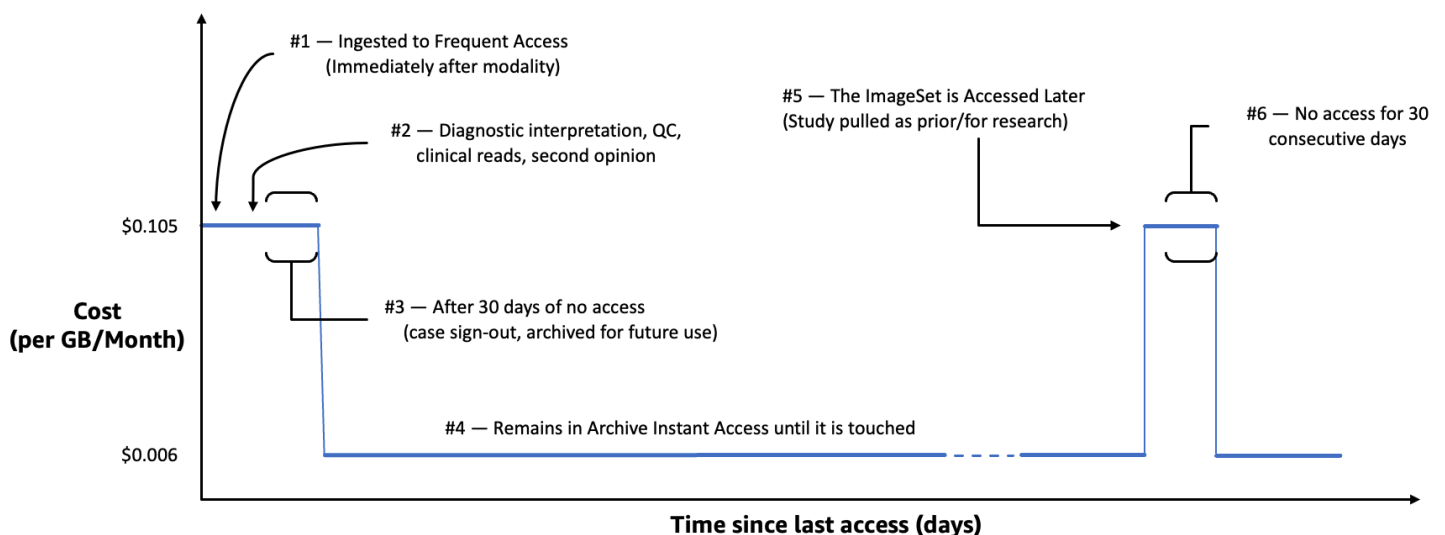 #1 — Ingested to Frequent Access
(Immediately after modality)
#2 — Diagnostic interpretation, QC,
clinical reads, second opinion
#5 — The ImageSet is Accessed Later
(Study pulled as prior/for research)
#6 — No access for 30
consecutive days
$0.105
Cost
(per GB/Month)
#3 — After 30 days of no access
(case sign-out, archived for future use)
#4 — Remains in Archive Instant Access until it is touched
$0.006
Time since last access (days)